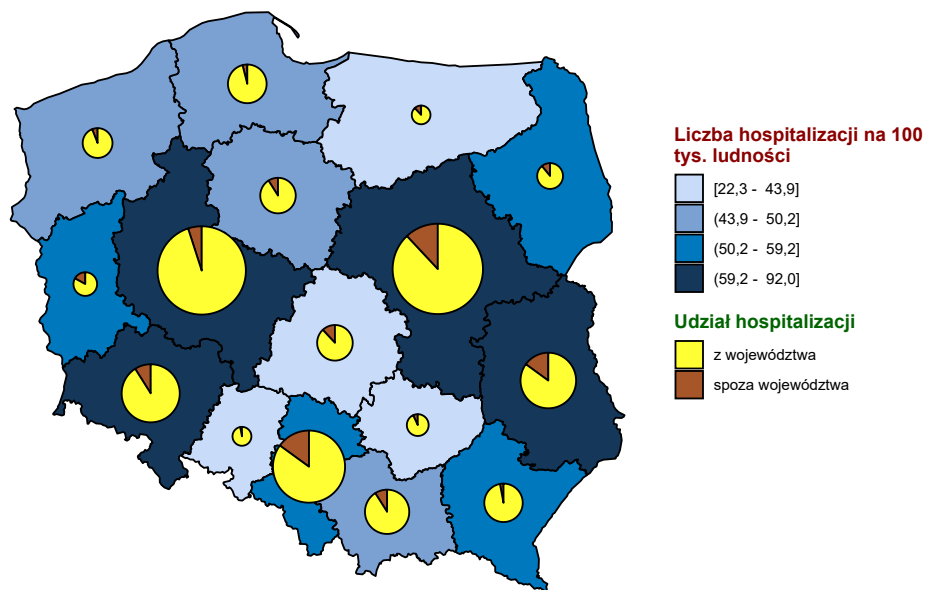 Liczba hospitalizacji na 100
tys. ludności
[22,3 - 43,9]
(43,9 - 50,2]
(50,2 - 59,2]
(59,2 - 92,0]
Udział hospitalizacji
z województwa
spoza województwa